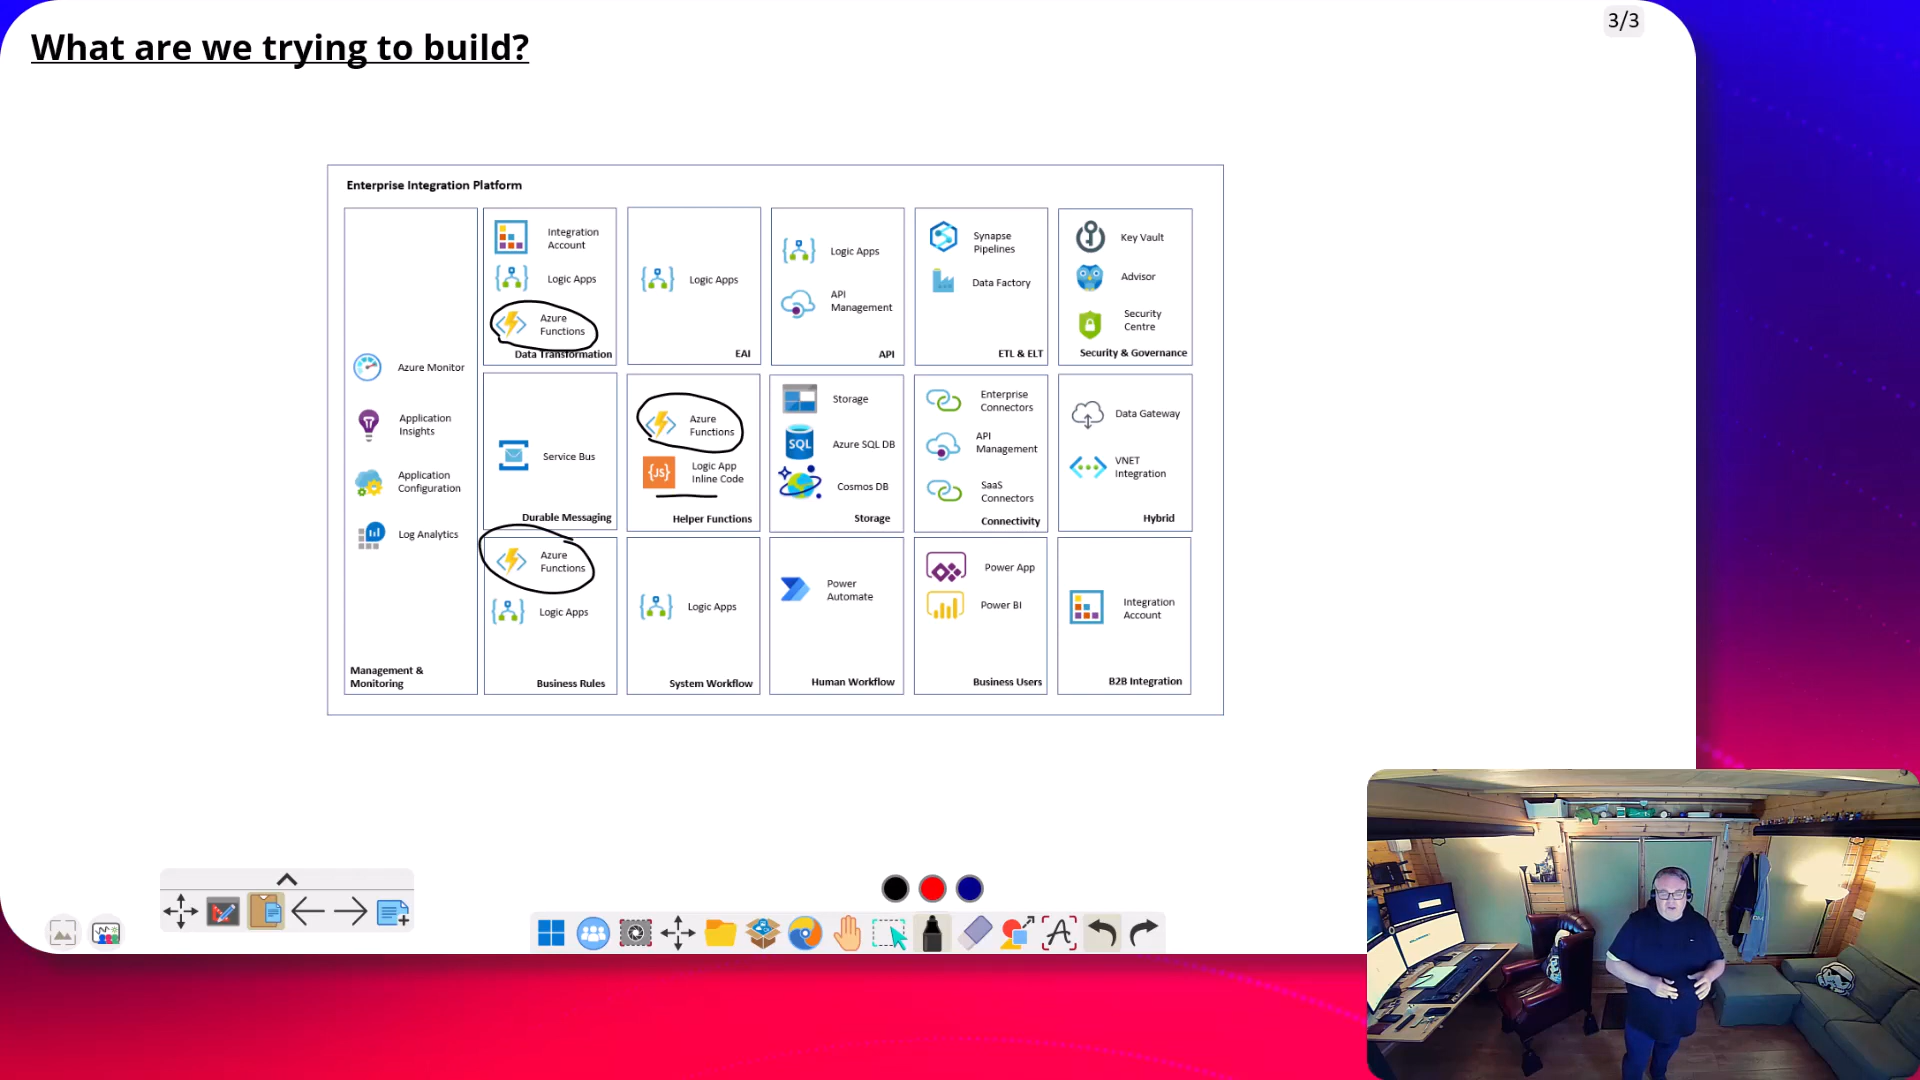 What are we trying to build?
3/3
Enterprise Integration Platform
Azure Monitor
Application
Insights
Application
Configuration
Log Analytics
Management &
Monitoring
Integration
Account
Logic Apps
Azure
Functions
Data Transformation
Logic Apps
EAI
Logic Apps
API
Management
API
Synapse
Pipelines
Data Factory
ETL & ELT
Key Vault
Advisor
Security
Centre
Security & Governance
Service Bus
Durable Messaging
Azure
Functions
{JS}
Logic App
Inline Code
Helper Functions
Storage
SQL
Azure SQL DB
Cosmos DB
Storage
Enterprise
Connectors
API
Management
SaaS
Connectors
Connectivity
Data Gateway
VNET
Integration
Hybrid
Azure
Functions
Logic Apps
Business Rules
Logic Apps
System Workflow
Power
Automate
Human Workflow
Power App
Power BI
Business Users
Integration
Account
B2B Integration